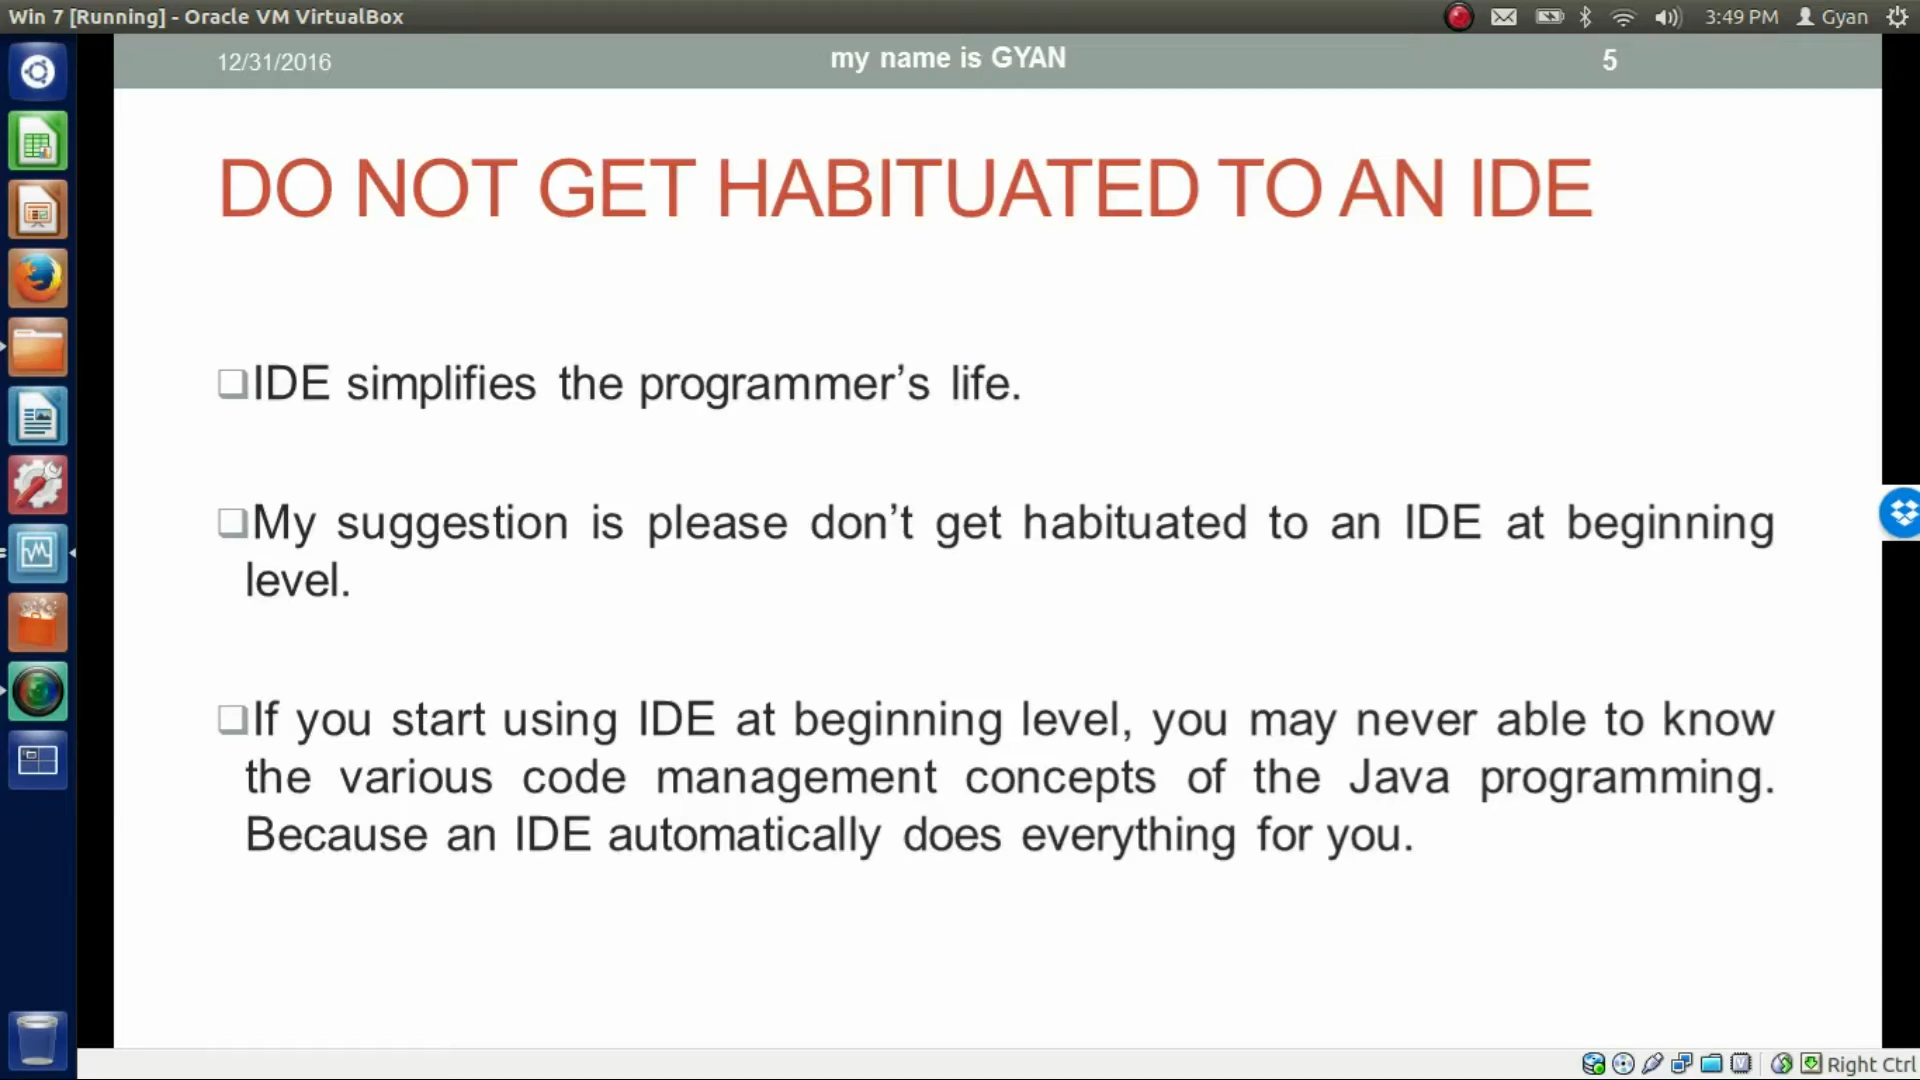 Win 7 [Running] - Oracle VM VirtualBox
3:49 PM
Gyan
12/31/2016
my name is GYAN
5
DO NOT GET HABITUATED TO AN IDE
IDE simplifies the programmer’s life.
My suggestion is please don’t get habituated to an IDE at beginning
level.
If you start using IDE at beginning level, you may never able to know
the various code management concepts of the Java programming.
Because an IDE automatically does everything for you.
Right Ctrl